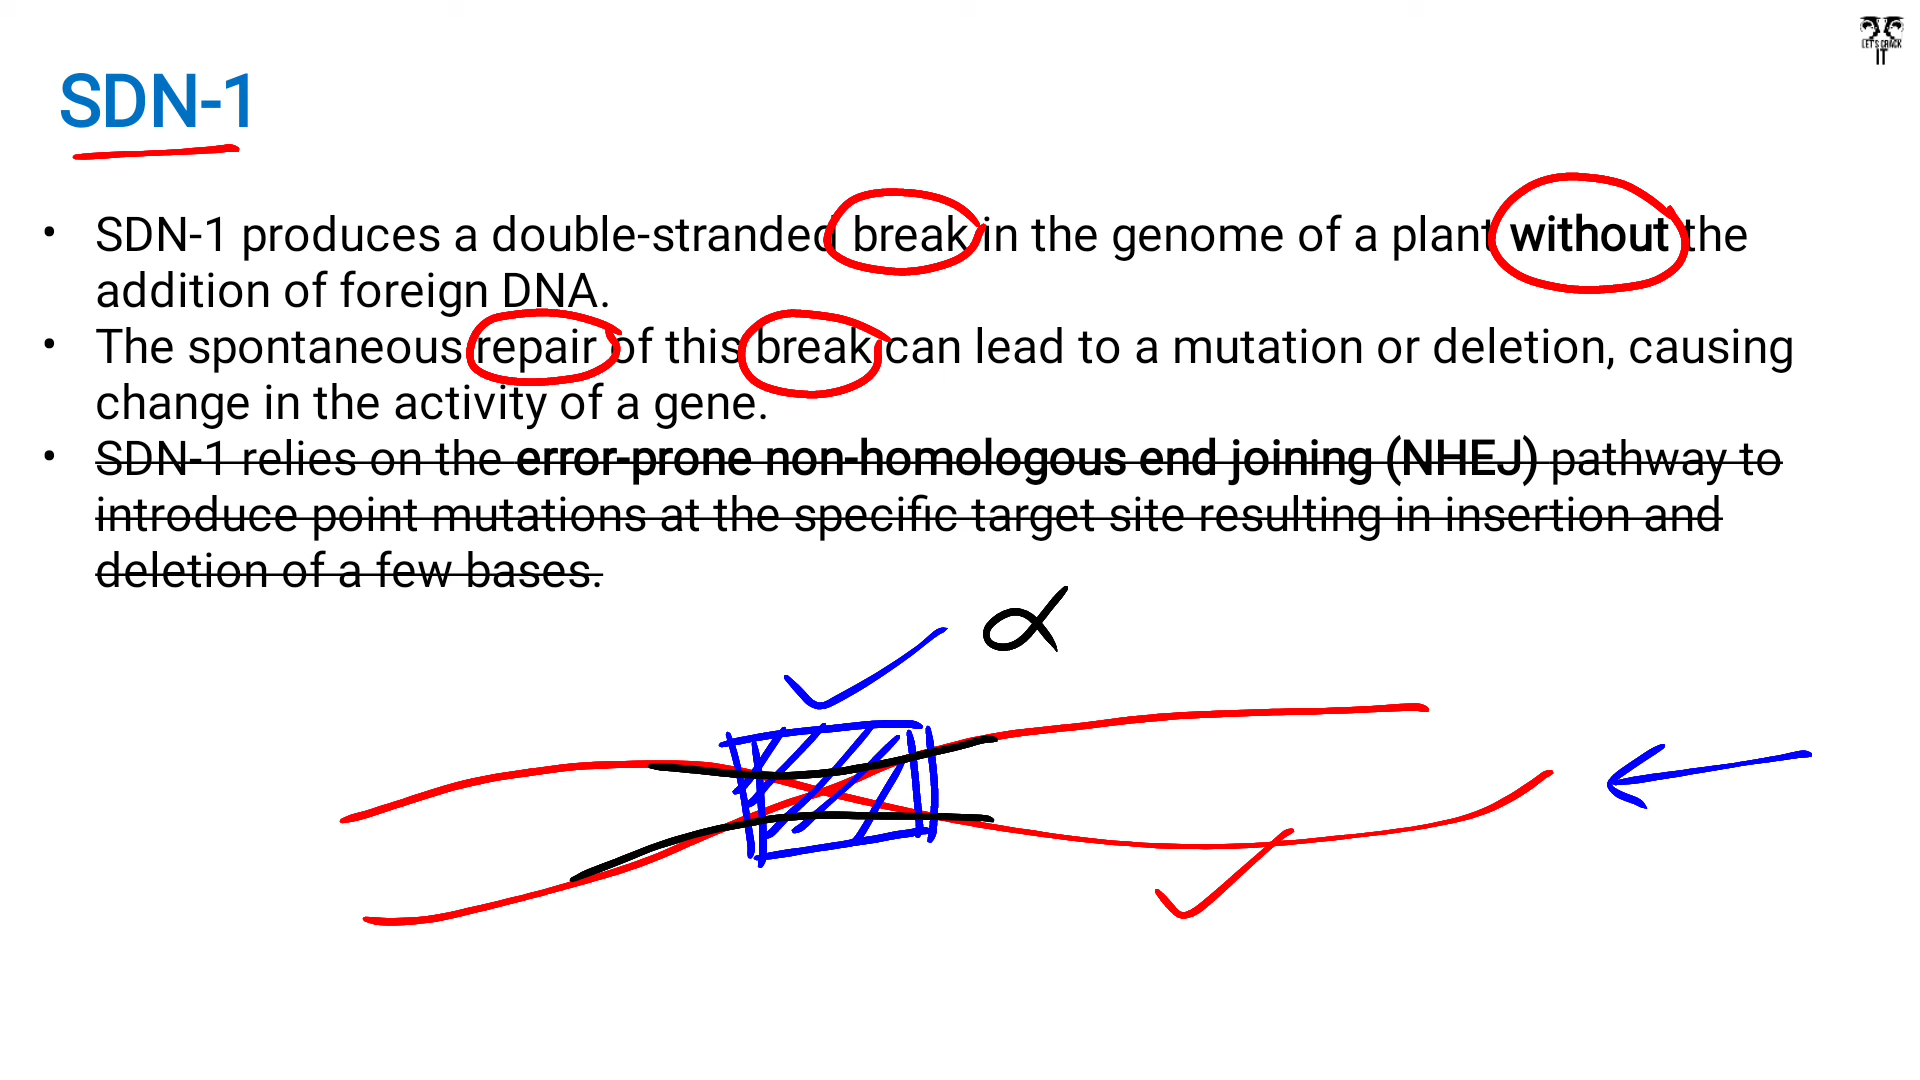 LET'S CRACK
IT
SDN-1
• SDN-1 produces a double-stranded break in the genome of a plant without the
addition of foreign DNA.
• The spontaneous repair of this break can lead to a mutation or deletion, causing
change in the activity of a gene.
• SDN-1 relies on the error-prone non-homologous end joining (NHEJ) pathway to
introduce point mutations at the specific target site resulting in insertion and
deletion of a few bases.
α